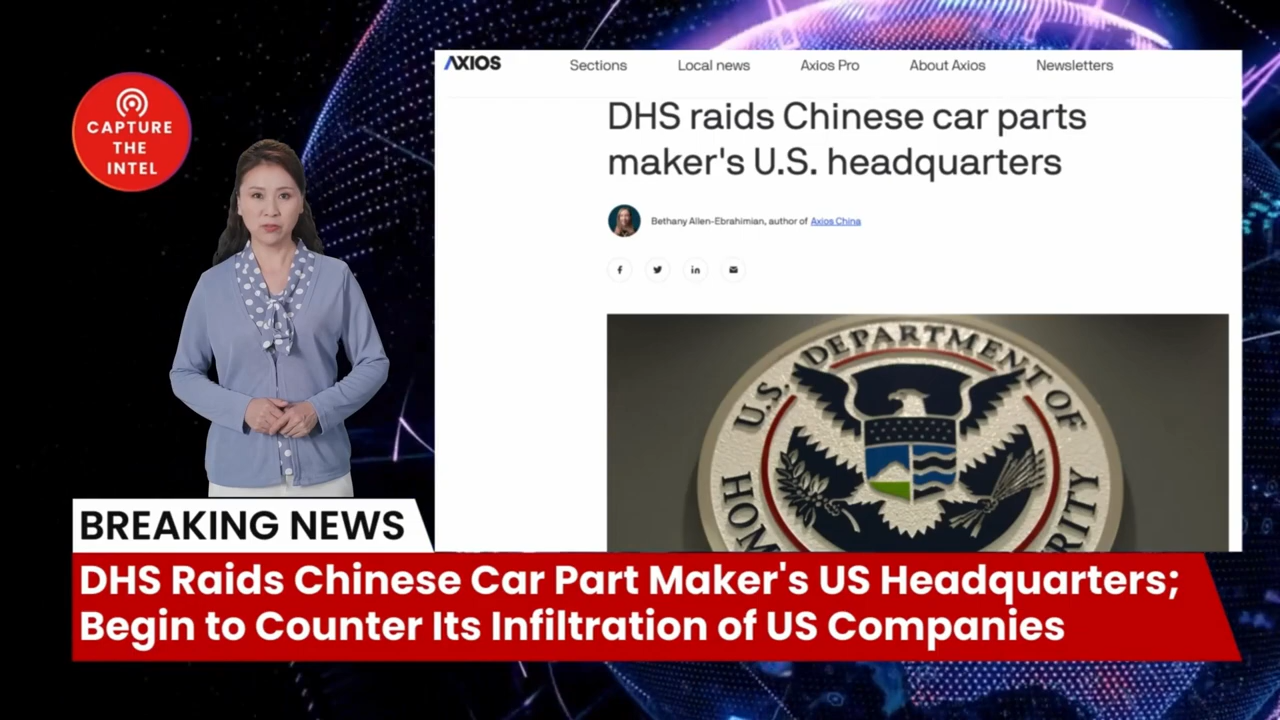 CAPTURE
THE
INTEL
AXIOS
Sections Local news Axios Pro About Axios Newsletters
DHS raids Chinese car parts
maker's U.S. headquarters
Bethany Allen-Ebrahimian, author of Axios China
U.S. DEPARTMENT OF HOM RITY
BREAKING NEWS
DHS Raids Chinese Car Part Maker's US Headquarters;
Begin to Counter Its Infiltration of US Companies